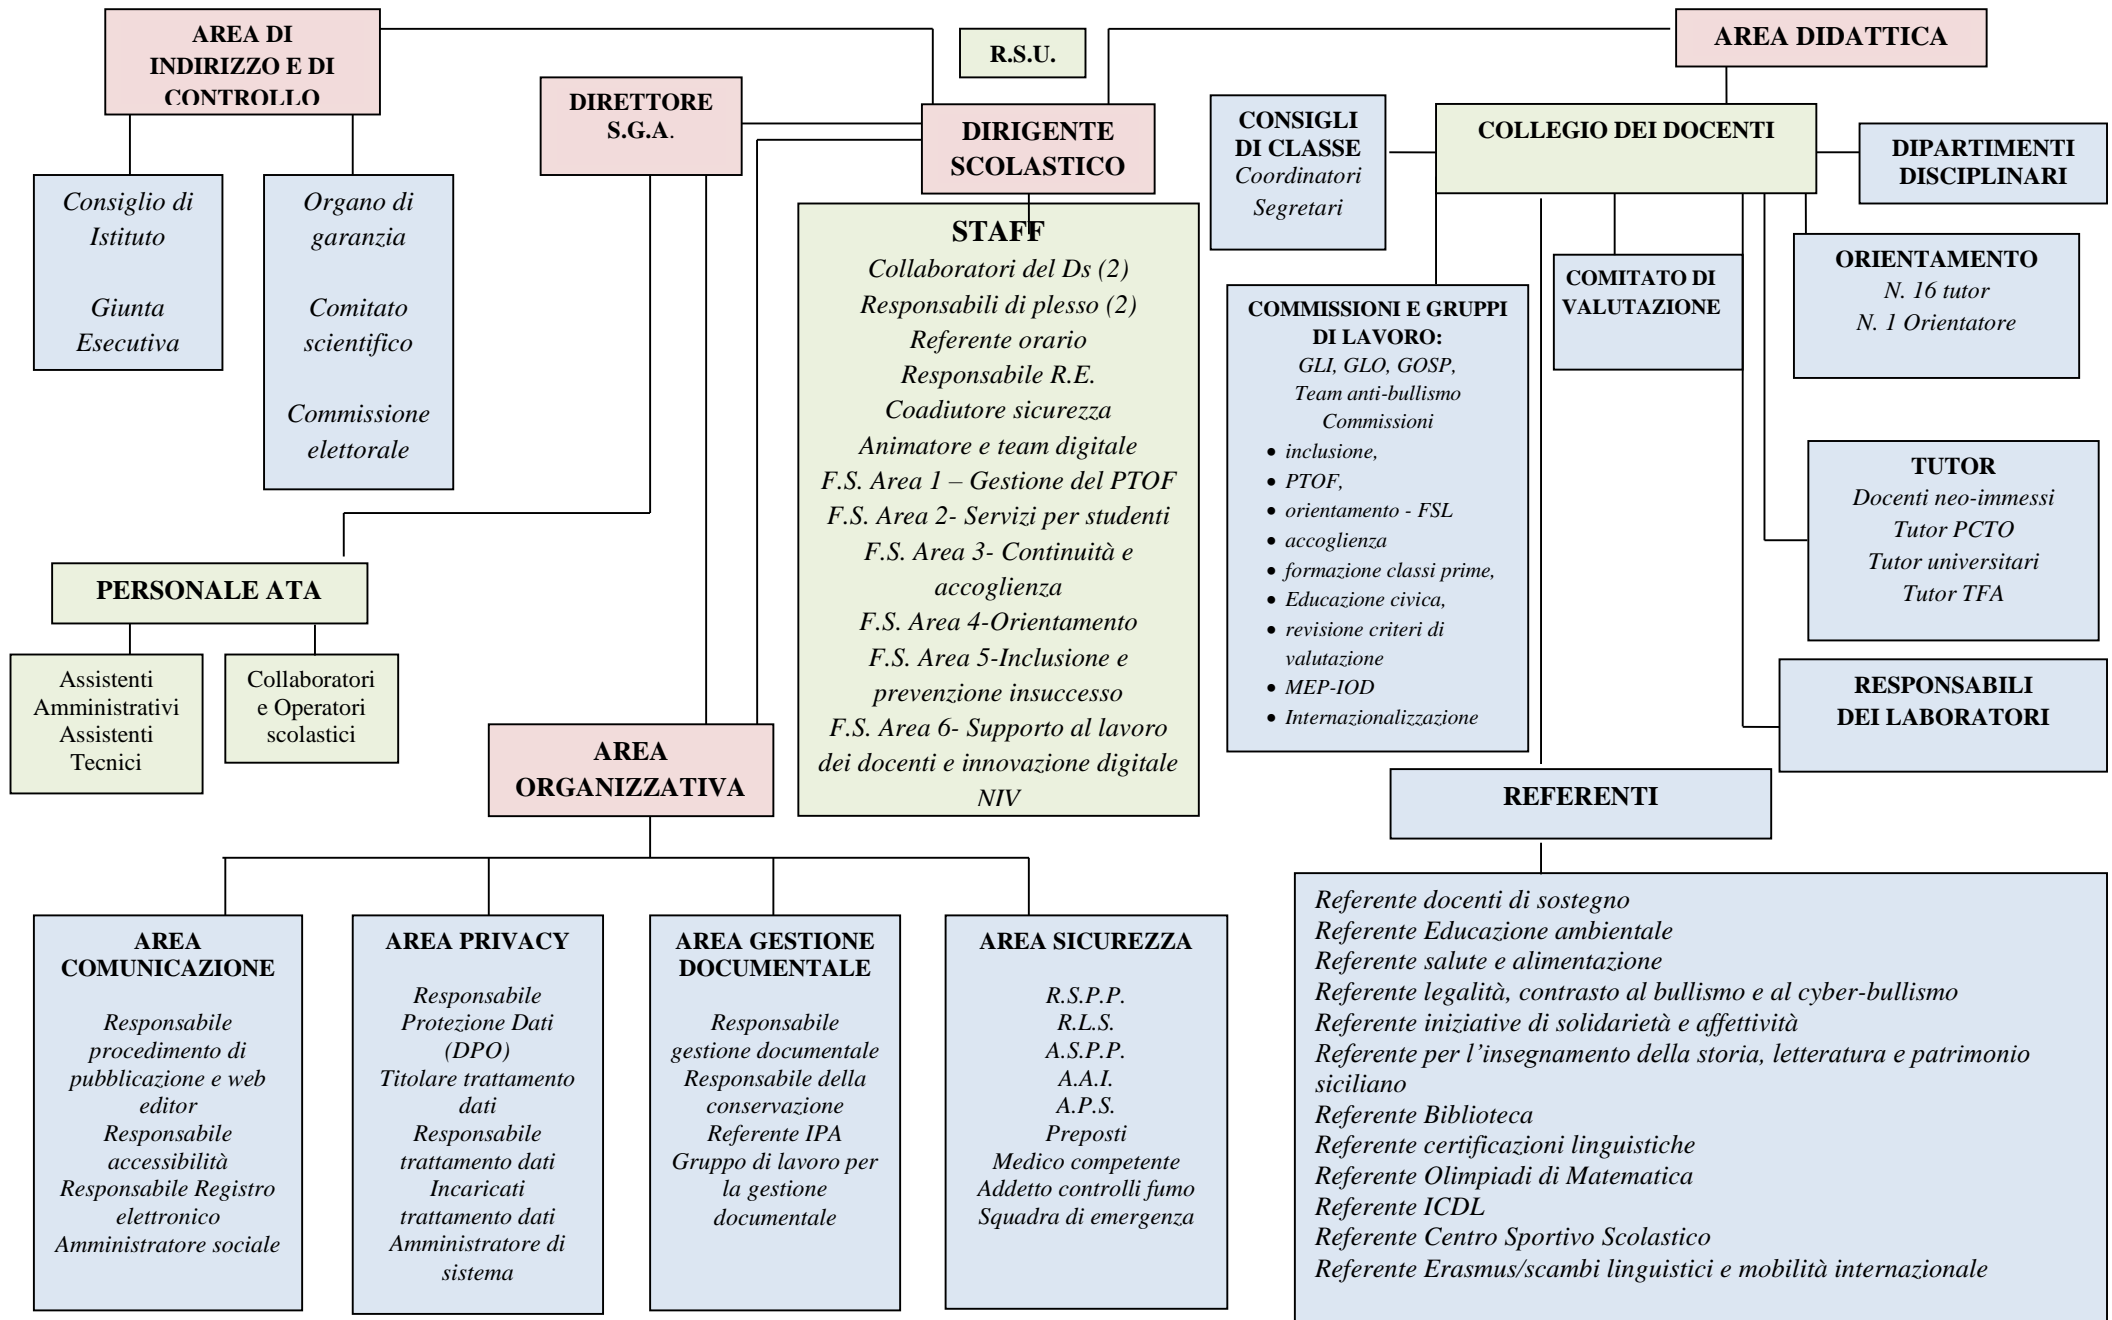 AREA DI
INDIRIZZO E DI
CONTROLLO
R.S.U.
AREA DIDATTICA
DIRETTORE
S.G.A.
DIRIGENTE
SCOLASTICO
CONSIGLI
DI CLASSE
Coordinatori
Segretari
COLLEGIO DEI DOCENTI
DIPARTIMENTI
DISCIPLINARI
Consiglio di
Istituto
Giunta
Esecutiva
Organo di
garanzia
Comitato
scientifico
Commissione
elettorale
STAFF
Collaboratori del Ds (2)
Responsabili di plesso (2)
Referente orario
Responsabile R.E.
Coadiutore sicurezza
Animatore e team digitale
F.S. Area 1 – Gestione del PTOF
F.S. Area 2- Servizi per studenti
F.S. Area 3- Continuità e
accoglienza
F.S. Area 4-Orientamento
F.S. Area 5-Inclusione e
prevenzione insuccesso
F.S. Area 6- Supporto al lavoro
dei docenti e innovazione digitale
NIV
COMMISSIONI E GRUPPI
DI LAVORO:
GLI, GLO, GOSP,
Team anti-bullismo
Commissioni
• inclusione,
• PTOF,
• orientamento - FSL
• accoglienza
• formazione classi prime,
• Educazione civica,
• revisione criteri di
valutazione
• MEP-IOD
• Internazionalizzazione
COMITATO DI
VALUTAZIONE
ORIENTAMENTO
N. 16 tutor
N. 1 Orientatore
TUTOR
Docenti neo-immessi
Tutor PCTO
Tutor universitari
Tutor TFA
RESPONSABILI
DEI LABORATORI
PERSONALE ATA
Assistenti
Amministrativi
Assistenti
Tecnici
Collaboratori
e Operatori
scolastici
AREA
ORGANIZZATIVA
REFERENTI
AREA
COMUNICAZIONE
Responsabile
procedimento di
pubblicazione e web
editor
Responsabile
accessibilità
Responsabile Registro
elettronico
Amministratore sociale
AREA PRIVACY
Responsabile
Protezione Dati
(DPO)
Titolare trattamento
dati
Responsabile
trattamento dati
Incaricati
trattamento dati
Amministratore di
sistema
AREA GESTIONE
DOCUMENTALE
Responsabile
gestione documentale
Responsabile della
conservazione
Referente IPA
Gruppo di lavoro per
la gestione
documentale
AREA SICUREZZA
R.S.P.P.
R.L.S.
A.S.P.P.
A.A.I.
A.P.S.
Preposti
Medico competente
Addetto controlli fumo
Squadra di emergenza
Referente docenti di sostegno
Referente Educazione ambientale
Referente salute e alimentazione
Referente legalità, contrasto al bullismo e al cyber-bullismo
Referente iniziative di solidarietà e affettività
Referente per l’insegnamento della storia, letteratura e patrimonio
siciliano
Referente Biblioteca
Referente certificazioni linguistiche
Referente Olimpiadi di Matematica
Referente ICDL
Referente Centro Sportivo Scolastico
Referente Erasmus/scambi linguistici e mobilità internazionale